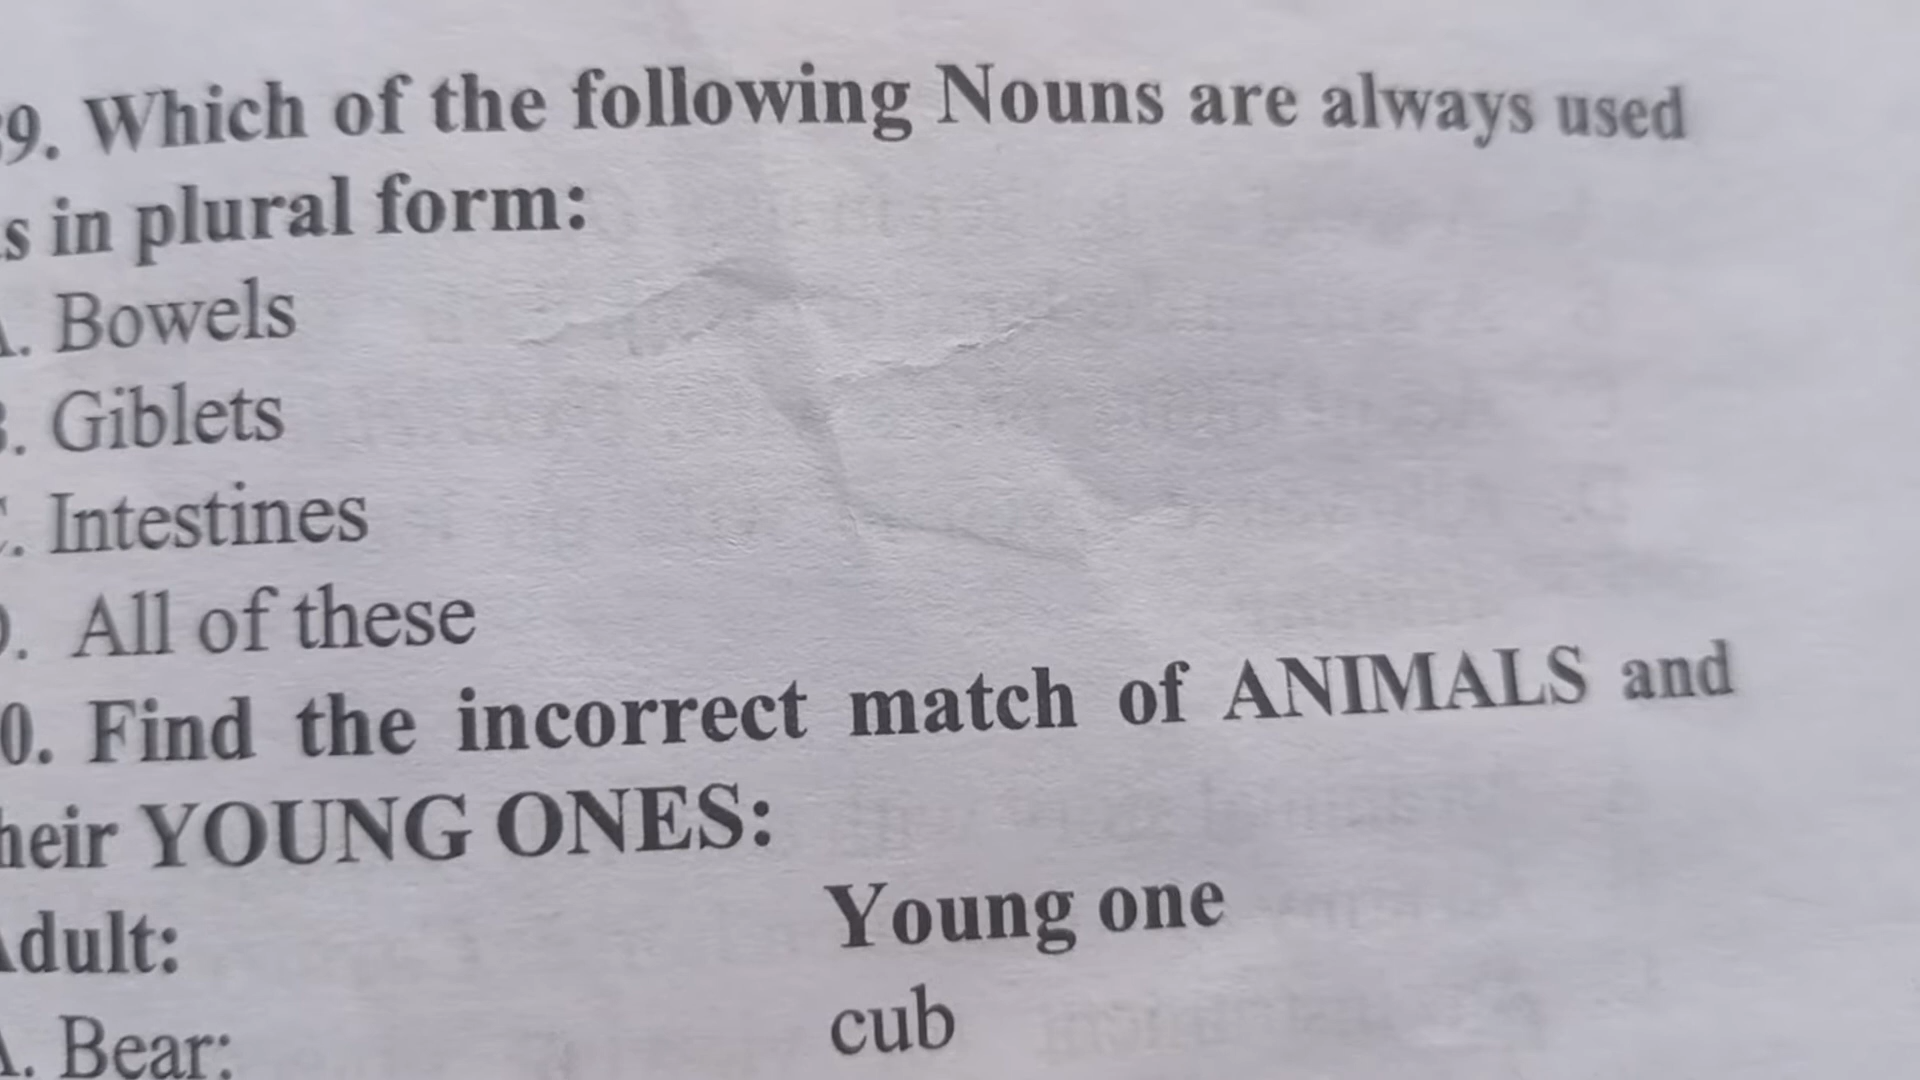 9. Which of the following Nouns are always used
s in plural form:
A. Bowels
B. Giblets
C. Intestines
D. All of these
0. Find the incorrect match of ANIMALS and
heir YOUNG ONES:
Adult: Young one
A. Bear: cub